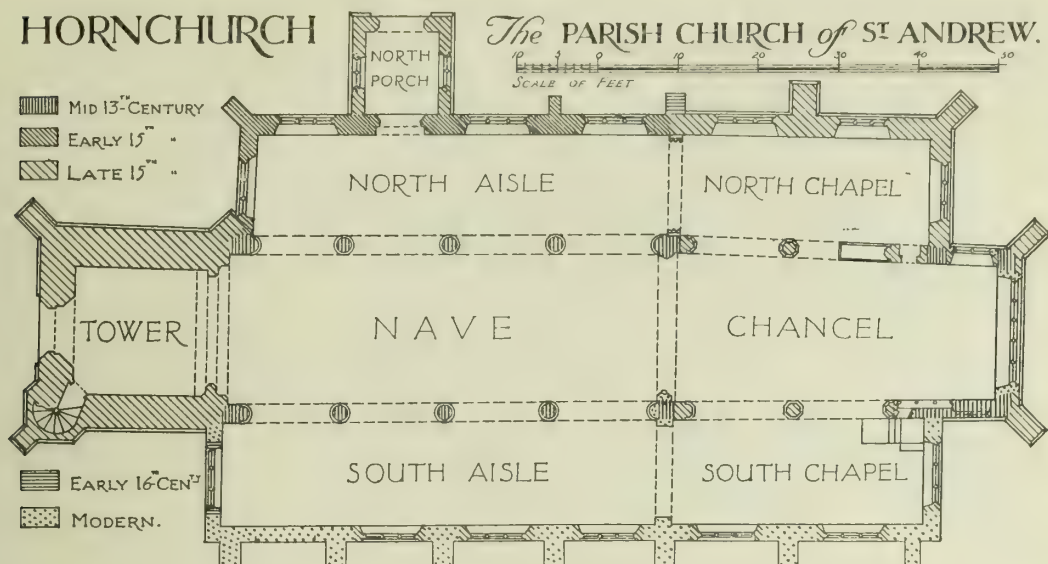 HORNCHURCH
The PARISH CHURCH of ST ANDREW.
10 5 0 10 20 30 40 50
SCALE OF FEET
MID 13TH CENTURY
EARLY 15TH "
LATE 15TH "
NORTH PORCH
NORTH AISLE
NORTH CHAPEL
TOWER
NAVE
CHANCEL
SOUTH AISLE
SOUTH CHAPEL
EARLY 16TH CENTY
MODERN.